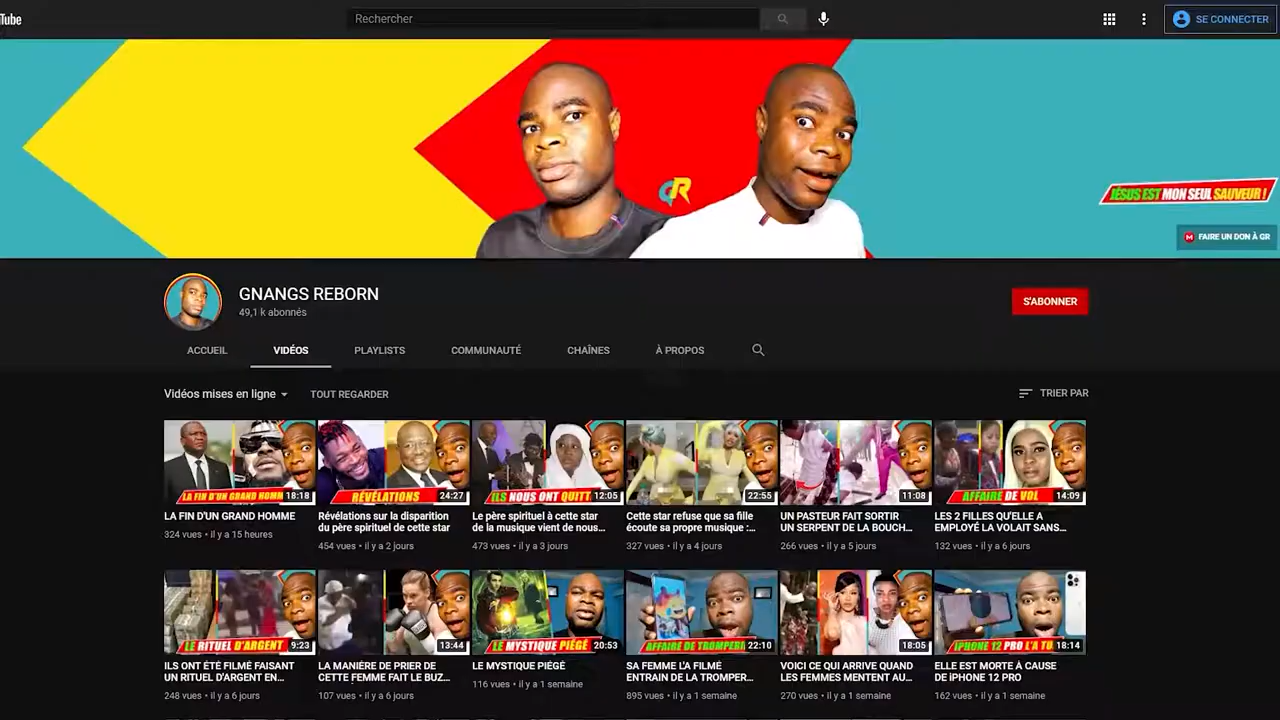 Tube
Rechercher
SE CONNECTER
GR
JÉSUS EST MON SEUL SAUVEUR !
FAIRE UN DON À GR
GNANGS REBORN
49,1 k abonnés
S'ABONNER
ACCUEIL
VIDÉOS
PLAYLISTS
COMMUNAUTÉ
CHAÎNES
À PROPOS
Vidéos mises en ligne
TOUT REGARDER
TRIER PAR
LA FIN D'UN GRAND HOMM
18:18
RÉVÉLATIONS
24:27
ILS NOUS ONT QUITT
12:05
22:55
11:08
AFFAIRE DE VOL
14:09
LA FIN D'UN GRAND HOMME
324 vues • il y a 15 heures
Révélations sur la disparition
du père spirituel de cette star
454 vues • il y a 2 jours
Le père spirituel à cette star
de la musique vient de nous...
473 vues • il y a 3 jours
Cette star refuse que sa fille
écoute sa propre musique :...
327 vues • il y a 4 jours
UN PASTEUR FAIT SORTIR
UN SERPENT DE LA BOUCH...
266 vues • il y a 5 jours
LES 2 FILLES QU'ELLE A
EMPLOYÉ LA VOLAIT SANS...
132 vues • il y a 6 jours
LE RITUEL D'ARGENT
9:23
13:44
LE MYSTIQUE PIÉGÉ
20:53
AFFAIRE DE TROMPERI
22:10
18:05
IPHONE 12 PRO L'A TU
18:14
ILS ONT ÉTÉ FILMÉ FAISANT
UN RITUEL D'ARGENT EN...
248 vues • il y a 6 jours
LA MANIÈRE DE PRIER DE
CETTE FEMME FAIT LE BUZ...
107 vues • il y a 6 jours
LE MYSTIQUE PIÉGÉ
116 vues • il y a 1 semaine
SA FEMME L'A FILMÉ
ENTRAIN DE LA TROMPER...
895 vues • il y a 1 semaine
VOICI CE QUI ARRIVE QUAND
LES FEMMES MENTENT AU...
270 vues • il y a 1 semaine
ELLE EST MORTE À CAUSE
DE iPHONE 12 PRO
162 vues • il y a 1 semaine